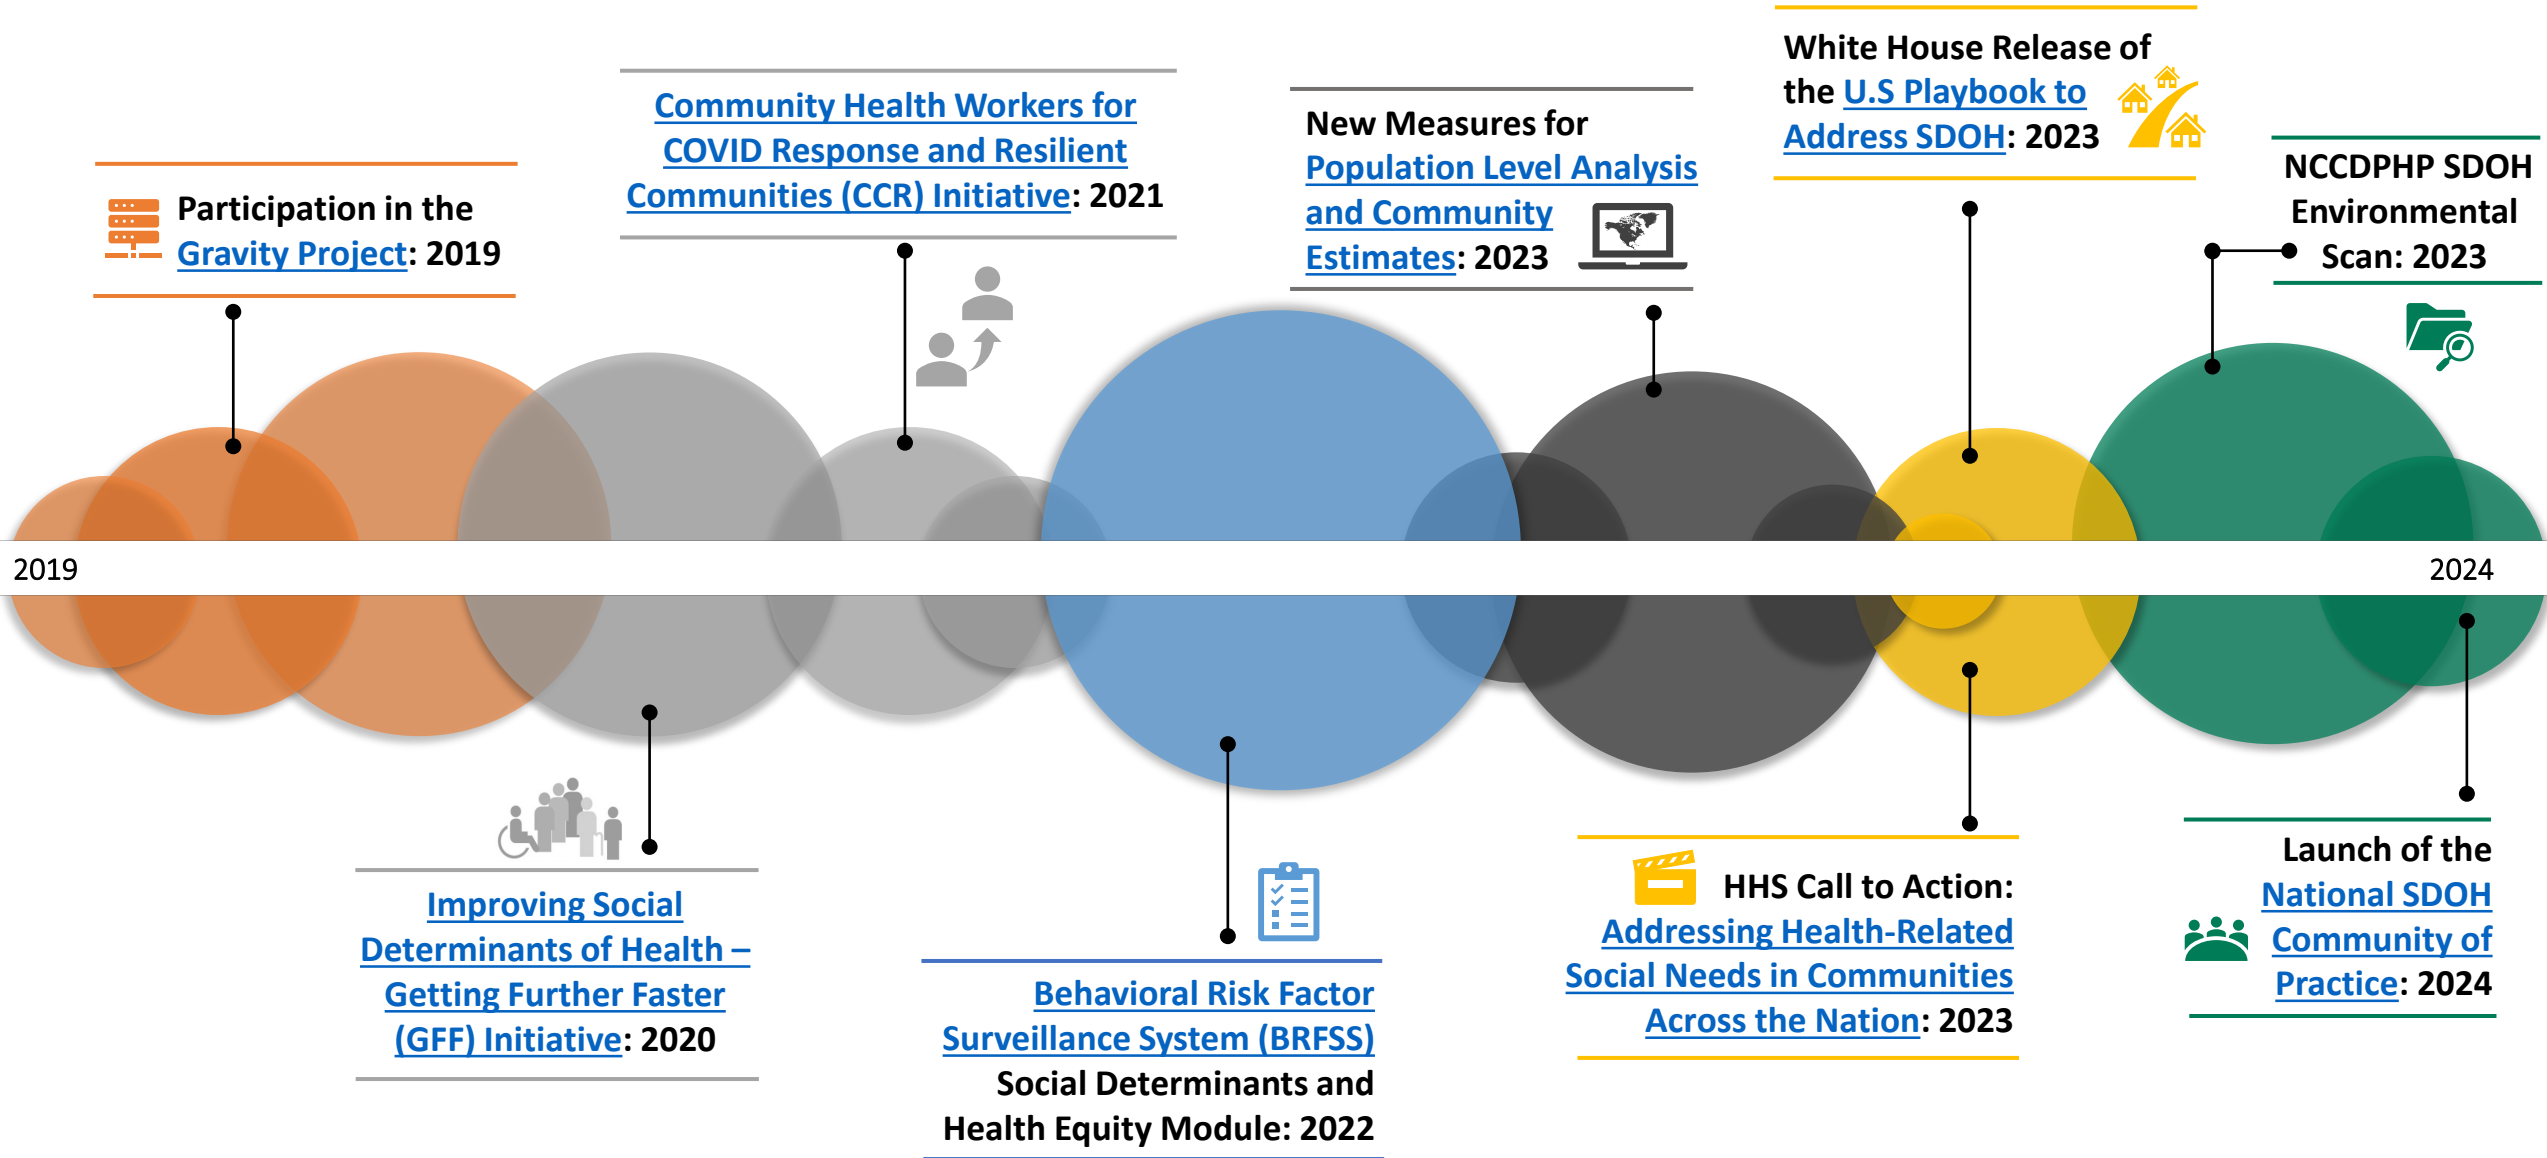 Participation in the
Gravity Project: 2019
Community Health Workers for
COVID Response and Resilient
Communities (CCR) Initiative: 2021
New Measures for
Population Level Analysis
and Community
Estimates: 2023
White House Release of
the U.S Playbook to
Address SDOH: 2023
NCCDPHP SDOH
Environmental
Scan: 2023
2019
2024
Improving Social
Determinants of Health –
Getting Further Faster
(GFF) Initiative: 2020
Behavioral Risk Factor
Surveillance System (BRFSS)
Social Determinants and
Health Equity Module: 2022
HHS Call to Action:
Addressing Health-Related
Social Needs in Communities
Across the Nation: 2023
Launch of the
National SDOH
Community of
Practice: 2024